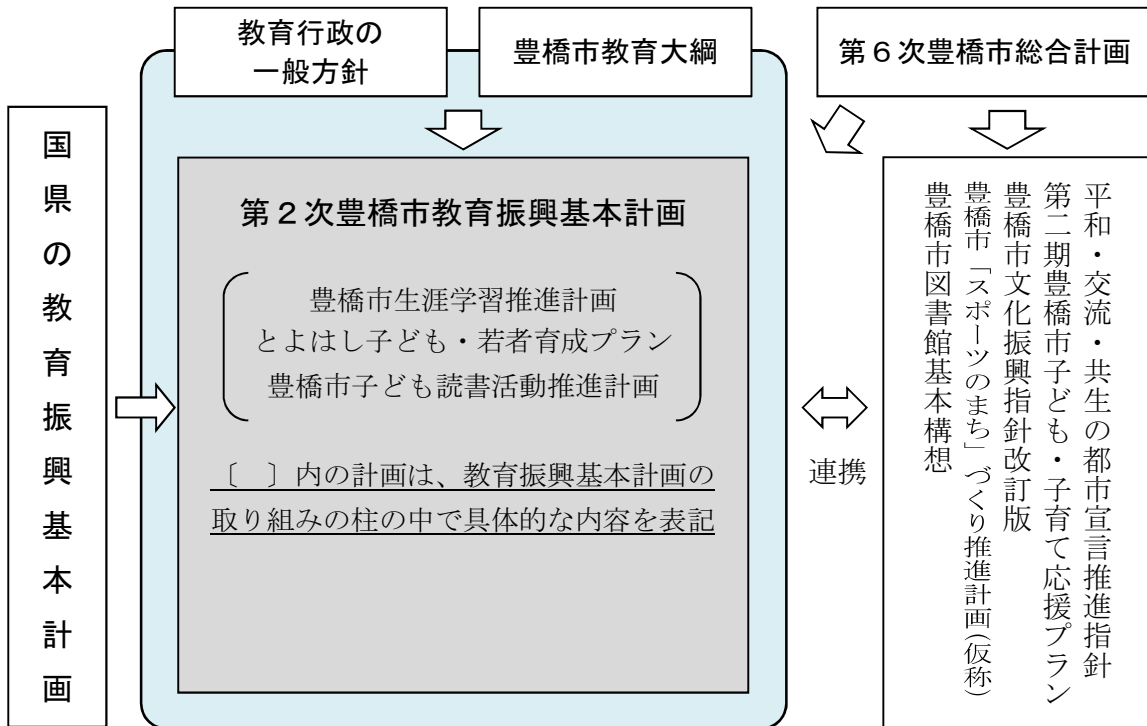 教育行政の
一般方針
豊橋市教育大綱
第6次豊橋市総合計画
国県の教育振興基本計画
第2次豊橋市教育振興基本計画
豊橋市生涯学習推進計画
とよはし子ども・若者育成プラン
豊橋市子ども読書活動推進計画
〔　〕内の計画は、教育振興基本計画の
取り組みの柱の中で具体的な内容を表記
連携
平和・交流・共生の都市宣言推進指針
第二期豊橋市子ども・子育て応援プラン
豊橋市文化振興指針改訂版
豊橋市「スポーツのまち」づくり推進計画(仮称)
豊橋市図書館基本構想